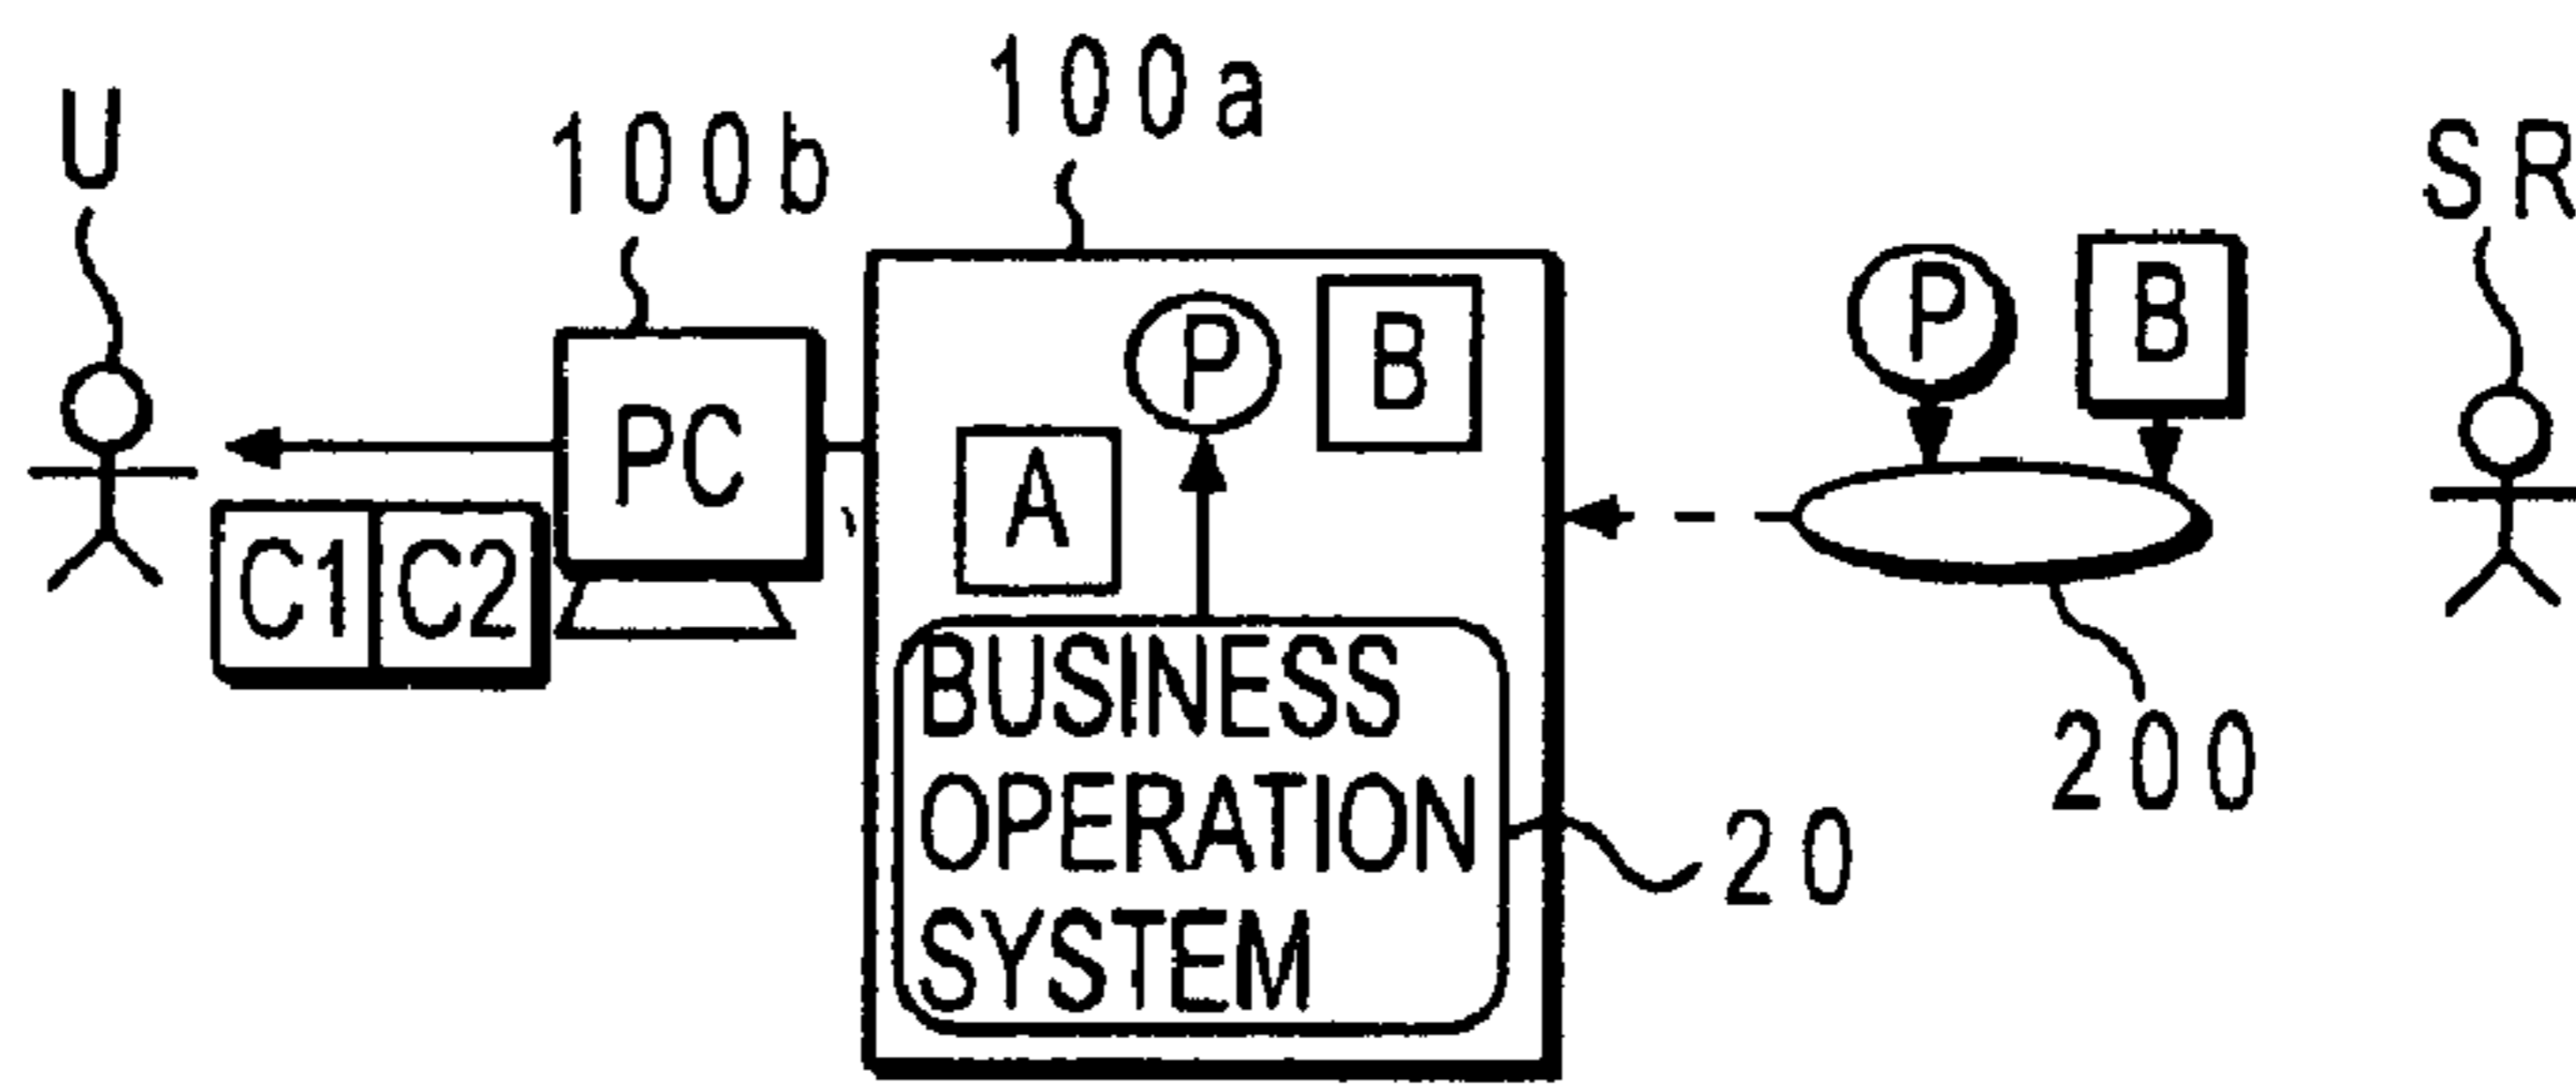 U
100b
100a
SR
P
B
P
B
A
PC
C1 C2
BUSINESS
OPERATION
SYSTEM
20
200